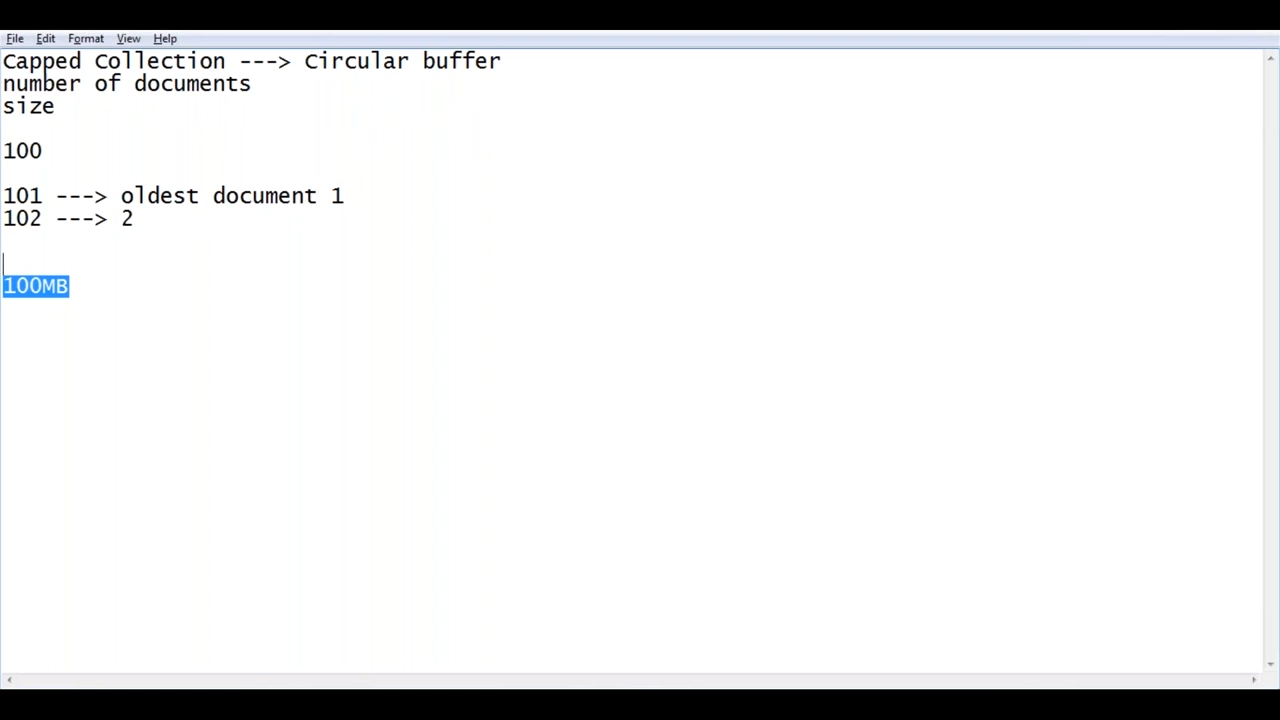 File Edit Format View Help
Capped Collection ---> Circular buffer
number of documents
size
100
101 ---> oldest document 1
102 ---> 2
100MB